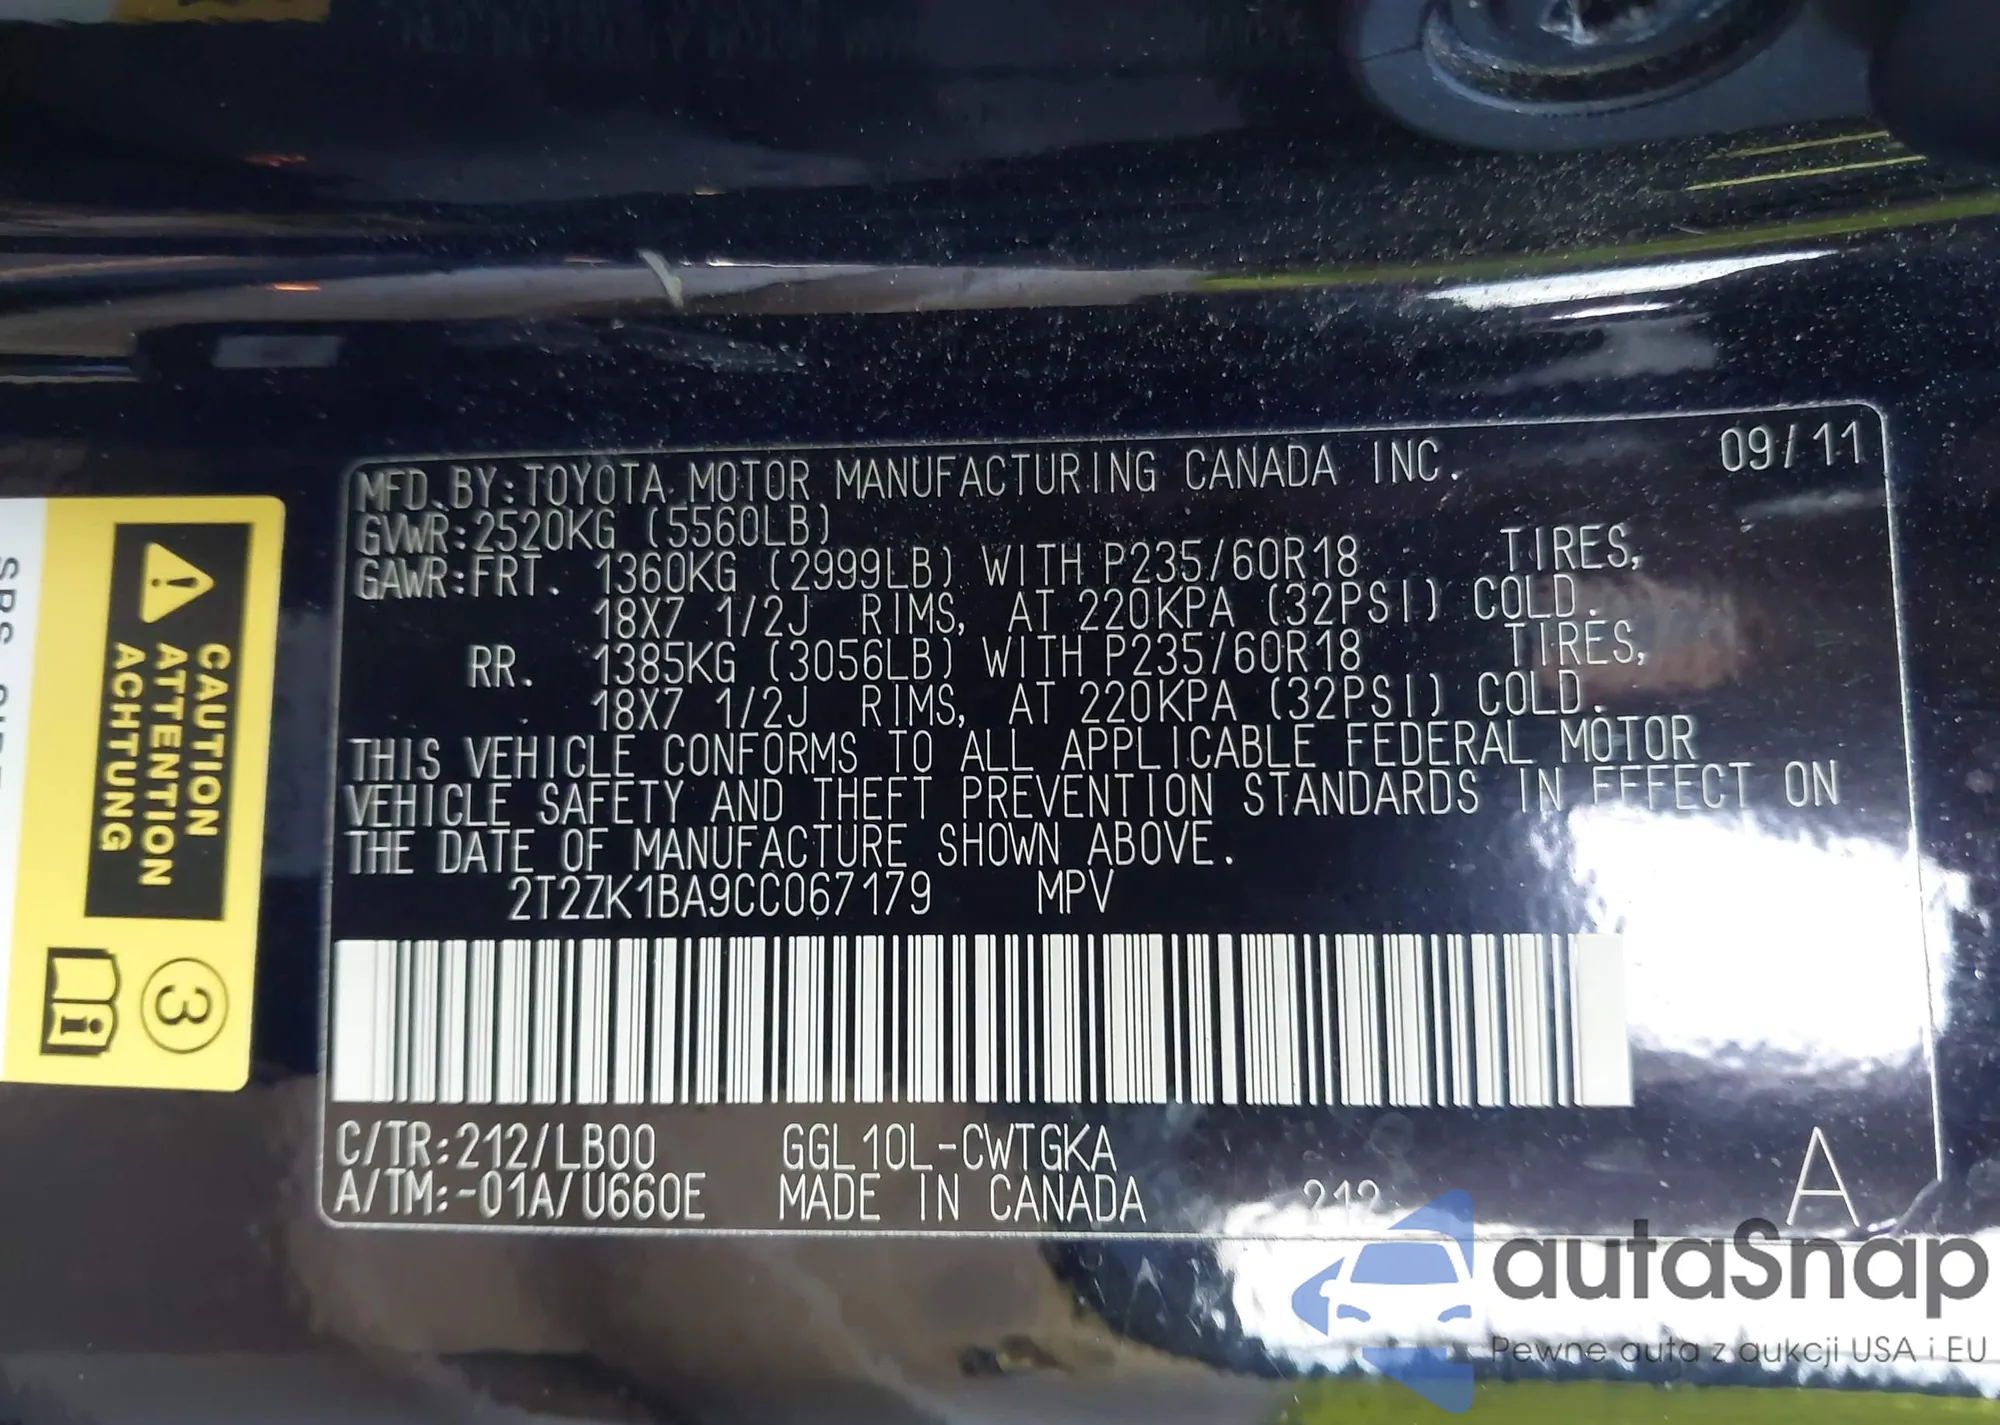 MFD.BY:TOYOTA MOTOR MANUFACTURING CANADA INC. 09/11
GVWR:2520KG (5560LB)
GAWR:FRT. 1360KG (2999LB) WITH P235/60R18 TIRES,
18X7 1/2J RIMS, AT 220KPA (32PSI) COLD.
RR. 1385KG (3056LB) WITH P235/60R18 TIRES,
18X7 1/2J RIMS, AT 220KPA (32PSI) COLD.
THIS VEHICLE CONFORMS TO ALL APPLICABLE FEDERAL MOTOR
VEHICLE SAFETY AND THEFT PREVENTION STANDARDS IN EFFECT ON
THE DATE OF MANUFACTURE SHOWN ABOVE.
2T2ZK1BA9CC067179 MPV
C/TR:212/LB00 GGL10L-CWTGKA
A/TM:-01A/U660E MADE IN CANADA 212 A
CAUTION
ATTENTION
ACHTUNG
3
autaSnap
Pewne auta z aukcji USA i EU